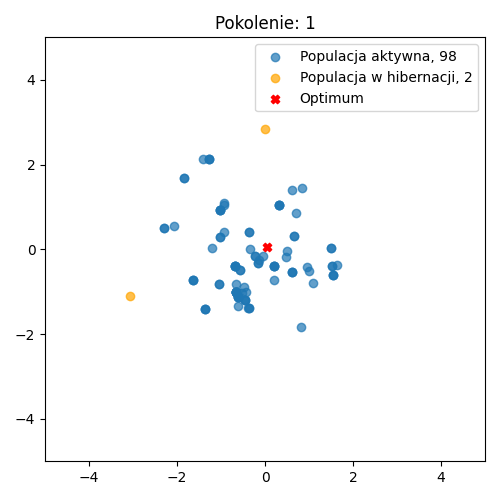 Pokolenie: 1
Populacja aktywna, 98
Populacja w hibernacji, 2
Optimum
4
2
0
−2
−4
−4
−2
0
2
4